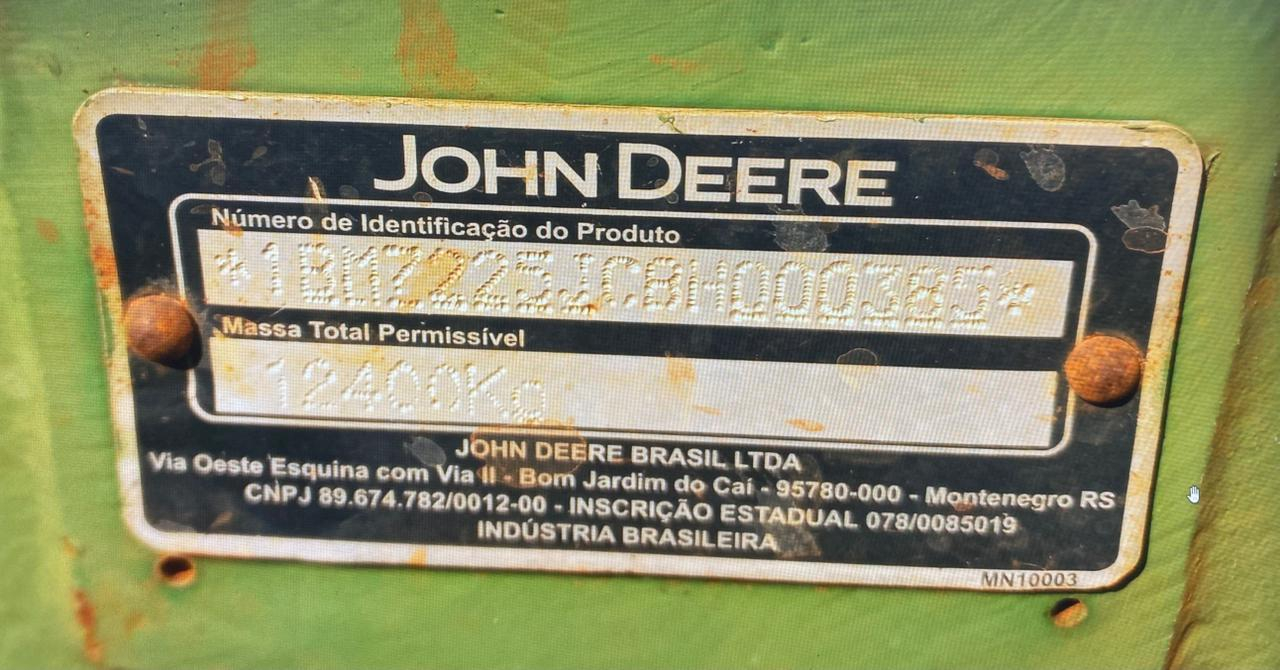 JOHN DEERE
Número de Identificação do Produto
*1BM7225JCBH000385*
Massa Total Permissível
12400Kg
JOHN DEERE BRASIL LTDA
Via Oeste Esquina com Via II - Bom Jardim do Caí - 95780-000 - Montenegro RS
CNPJ 89.674.782/0012-00 - INSCRIÇÃO ESTADUAL 078/0085019
INDÚSTRIA BRASILEIRA
MN10003